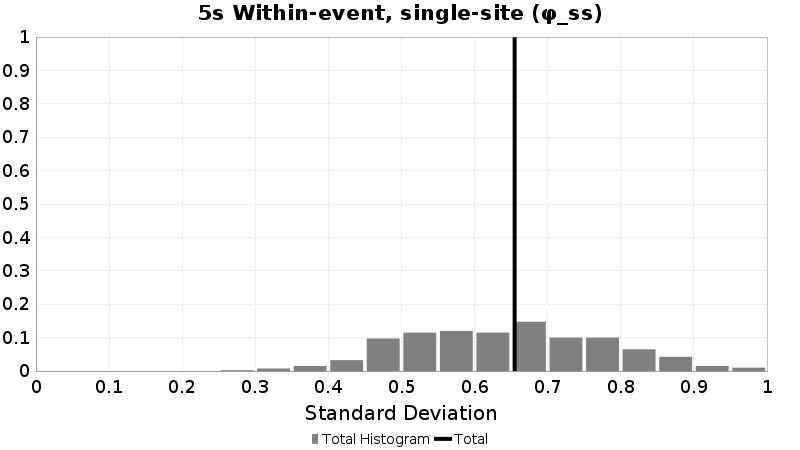 5s Within-event, single-site (φ_ss)
1
0.9
0.8
0.7
0.6
0.5
0.4
0.3
0.2
0.1
0
0 0.1 0.2 0.3 0.4 0.5 0.6 0.7 0.8 0.9 1
Standard Deviation
Total Histogram Total